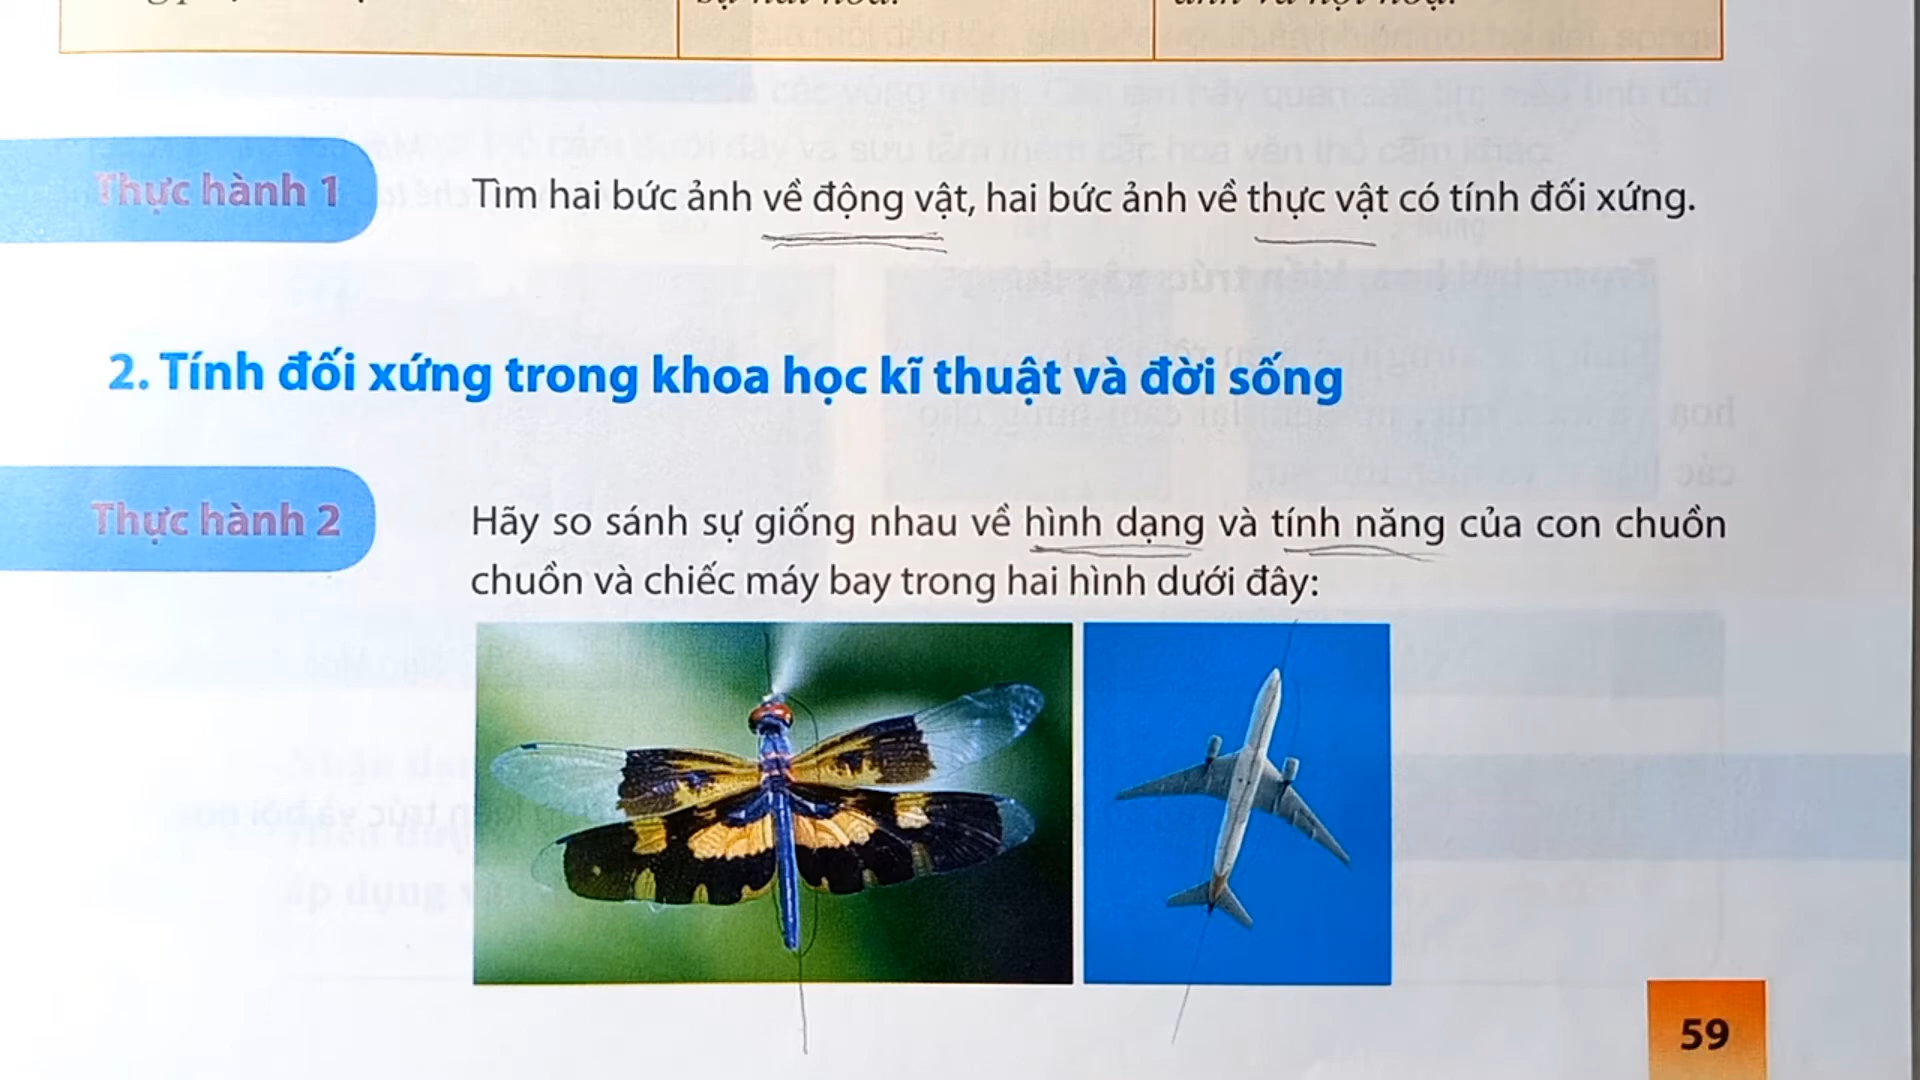 Thực hành 1
Tìm hai bức ảnh về động vật, hai bức ảnh về thực vật có tính đối xứng.
2. Tính đối xứng trong khoa học kĩ thuật và đời sống
Thực hành 2
Hãy so sánh sự giống nhau về hình dạng và tính năng của con chuồn
chuồn và chiếc máy bay trong hai hình dưới đây:
59